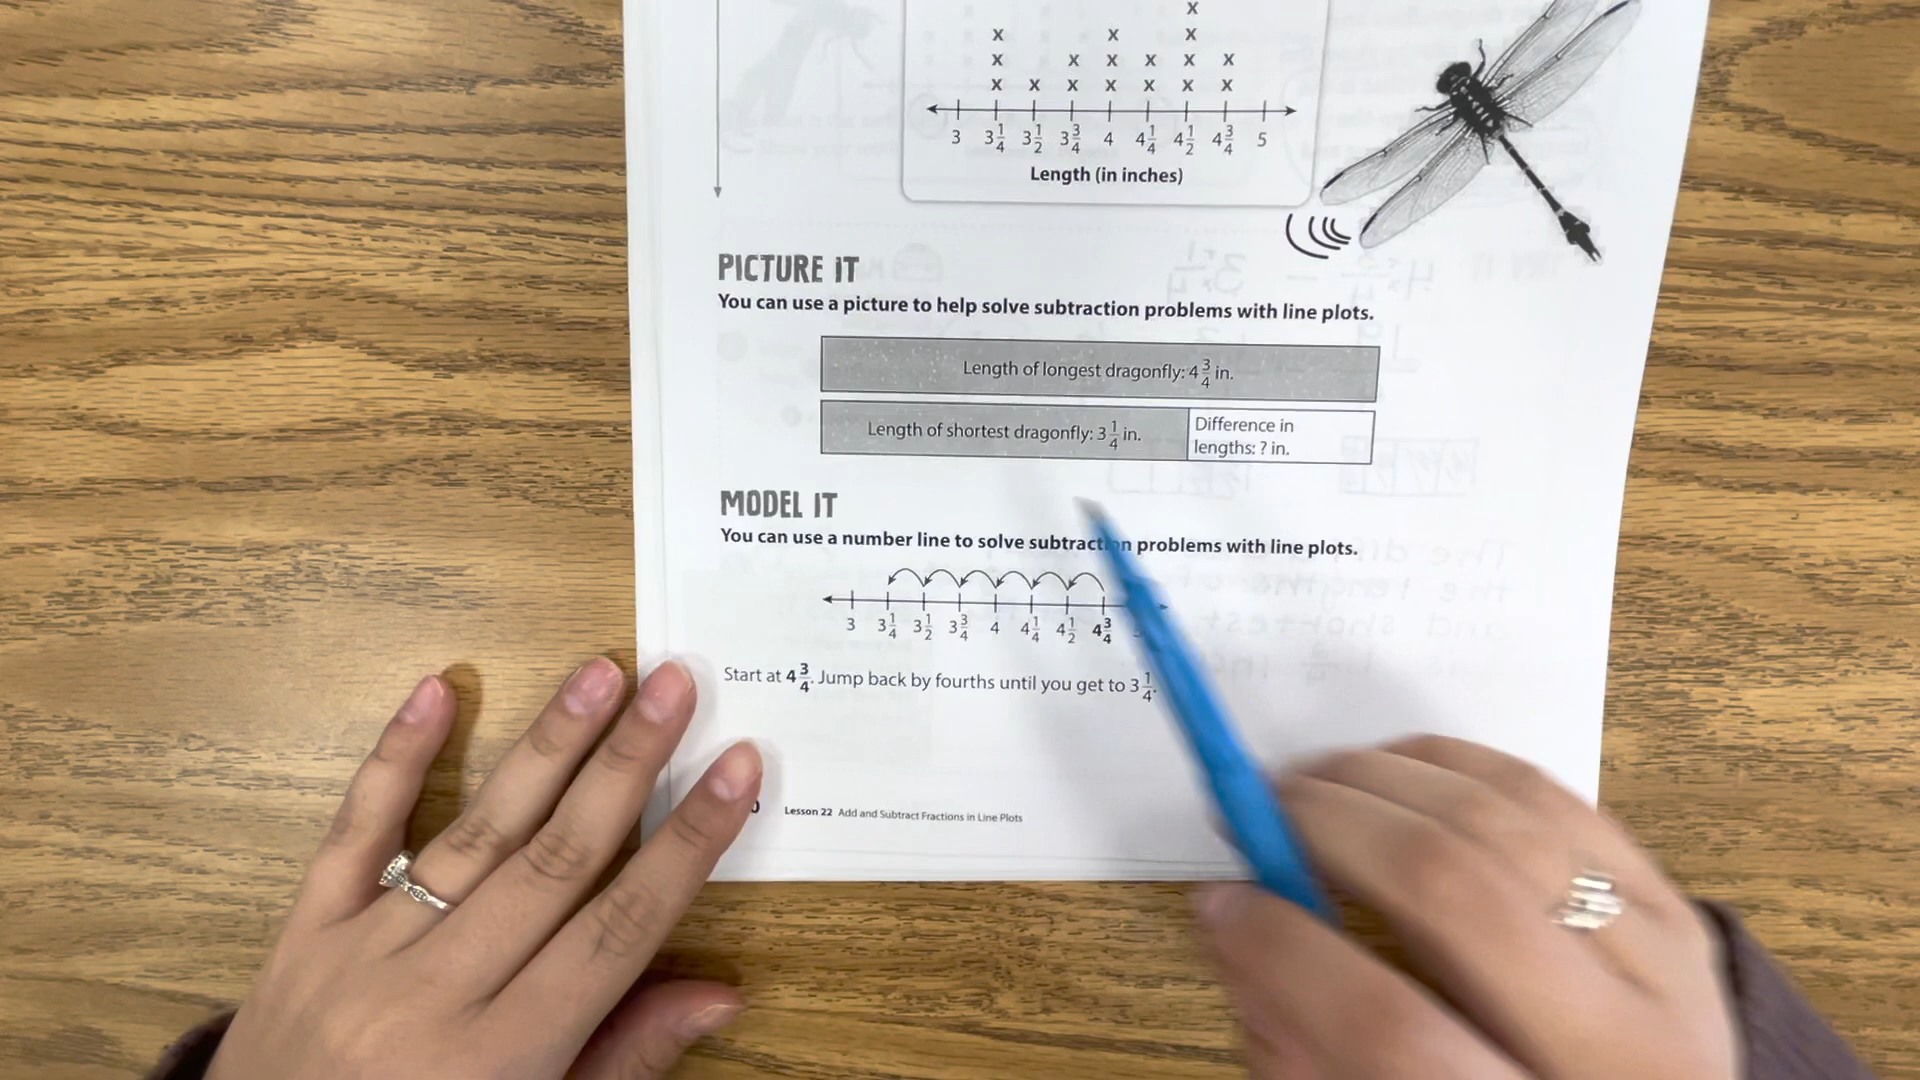 x
x x x
x x x x x x
x x x x x x x
3 3 1/4 3 1/2 3 3/4 4 4 1/4 4 1/2 4 3/4 5
Length (in inches)
PICTURE IT
You can use a picture to help solve subtraction problems with line plots.
Length of longest dragonfly: 4 3/4 in.
Length of shortest dragonfly: 3 1/4 in.
Difference in
lengths: ? in.
MODEL IT
You can use a number line to solve subtraction problems with line plots.
3 3 1/4 3 1/2 3 3/4 4 4 1/4 4 1/2 4 3/4
Start at 4 3/4. Jump back by fourths until you get to 3 1/4.
Lesson 22 Add and Subtract Fractions in Line Plots